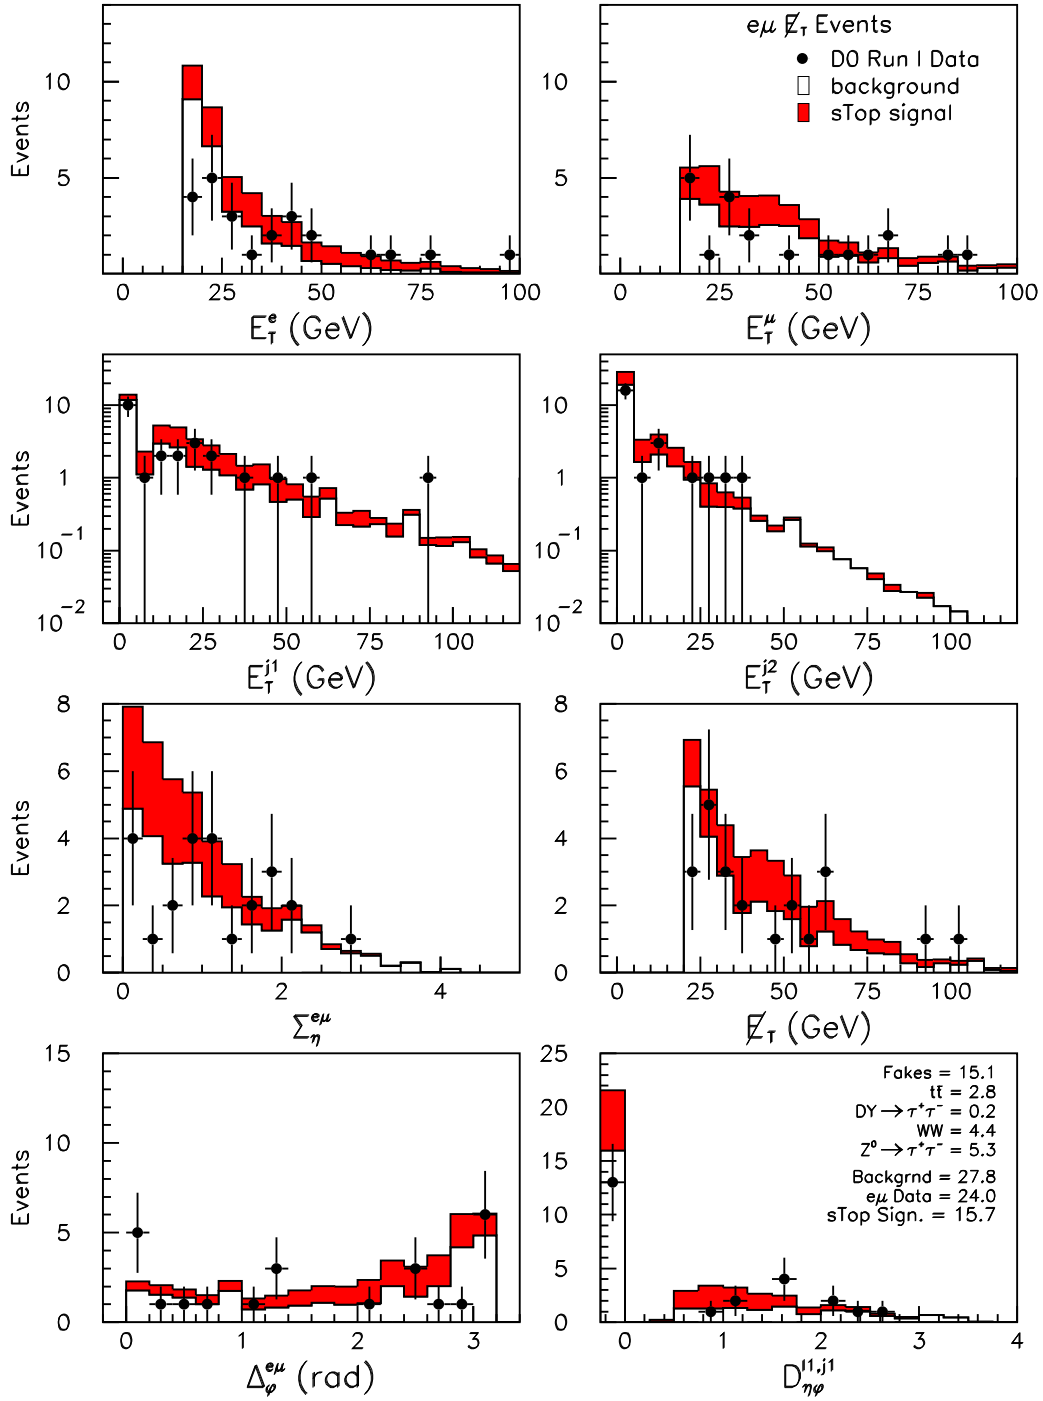 eμ E̸T Events
D0 Run I Data
background
sTop signal
10
5
Events
0 25 50 75 100
E_T^e (GeV)
10
5
0 25 50 75 100
E_T^μ (GeV)
10
1
10^-1
10^-2
Events
0 25 50 75 100
E_T^j1 (GeV)
10
1
10^-1
10^-2
0 25 50 75 100
E_T^j2 (GeV)
8
6
4
2
0
Events
0 2 4
Σ_η^eμ
8
6
4
2
0
0 25 50 75 100
E̸_T (GeV)
15
10
5
0
Events
0 1 2 3
Δ_φ^eμ (rad)
25
20
15
10
5
0
Fakes = 15.1
tt̄ = 2.8
DY→τ⁺τ⁻ = 0.2
WW = 4.4
Z⁰→τ⁺τ⁻ = 5.3
Backgrnd = 27.8
eμ Data = 24.0
sTop Sign. = 15.7
0 2 4
D_ηφ^l1,j1